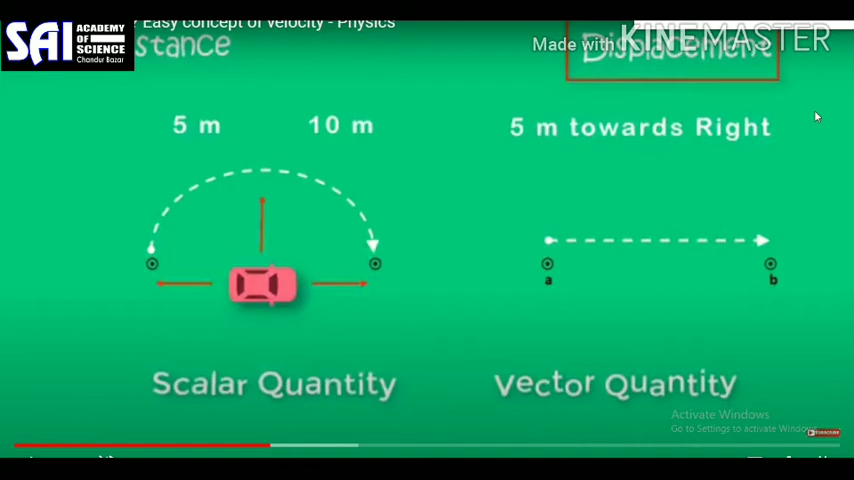 Easy concept of velocity - Physics
SAI ACADEMY OF SCIENCE
Chandur Bazar
Made with KINEMASTER
stance
Displacement
5 m
10 m
5 m towards Right
a
b
Scalar Quantity
Vector Quantity
Activate Windows
Go to Settings to activate Windows.
SUBSCRIBE